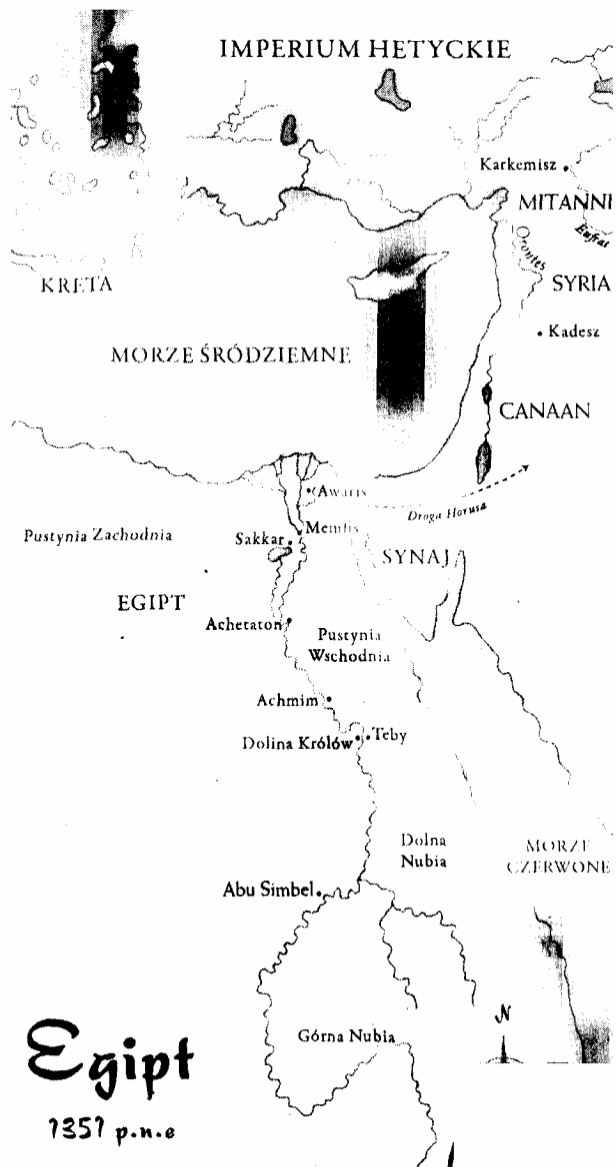 IMPERIUM HETYCKIE
Karkemisz
MITANNI
Eufrat
Orontes
KRETA
SYRIA
Kadesz
MORZE ŚRÓDZIEMNE
CANAAN
Awaris
Droga Horusa
Pustynia Zachodnia
Memfis
Sakkar
SYNAJ
EGIPT
Achetaton
Pustynia
Wschodnia
Achmim
Teby
Dolina Królów
Dolna
Nubia
MORZE
CZERWONE
Abu Simbel
N
Górna Nubia
Egipt
1351 p.n.e